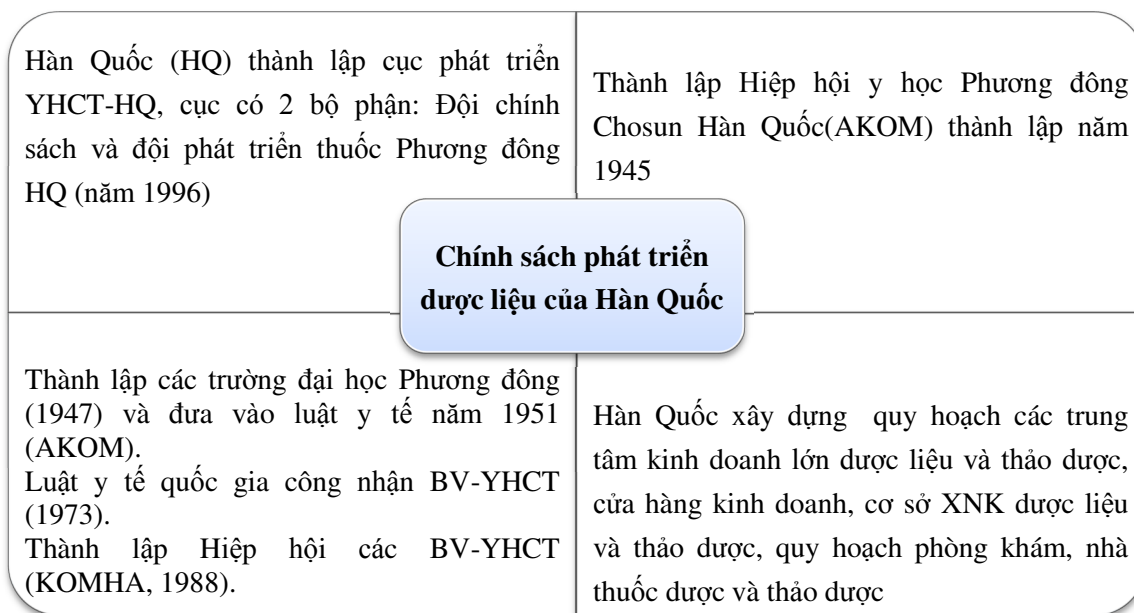 Hàn Quốc (HQ) thành lập cục phát triển
YHCT-HQ, cục có 2 bộ phận: Đội chính
sách và đội phát triển thuốc Phương đông
HQ (năm 1996)
Thành lập Hiệp hội y học Phương đông
Chosun Hàn Quốc(AKOM) thành lập năm
1945
Chính sách phát triển
dược liệu của Hàn Quốc
Thành lập các trường đại học Phương đông
(1947) và đưa vào luật y tế năm 1951
(AKOM).
Luật y tế quốc gia công nhận BV-YHCT
(1973).
Thành lập Hiệp hội các BV-YHCT
(KOMHA, 1988).
Hàn Quốc xây dựng quy hoạch các trung
tâm kinh doanh lớn dược liệu và thảo dược,
cửa hàng kinh doanh, cơ sở XNK dược liệu
và thảo dược, quy hoạch phòng khám, nhà
thuốc dược và thảo dược